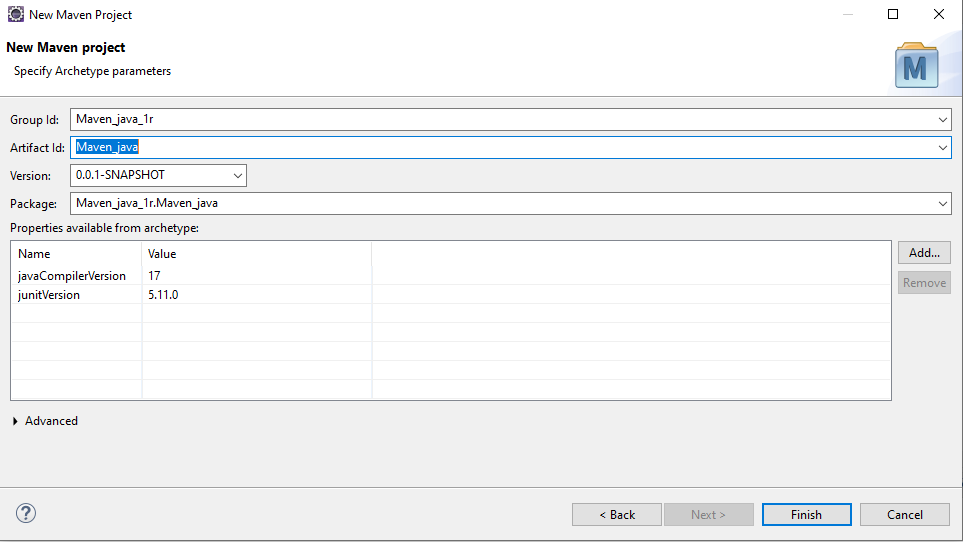 New Maven Project
New Maven project
Specify Archetype parameters
M
Group Id: Maven_java_1r
Artifact Id: Maven_java
Version: 0.0.1-SNAPSHOT
Package: Maven_java_1r.Maven_java
Properties available from archetype:
Name Value Add...
javaCompilerVersion 17 Remove
junitVersion 5.11.0
Advanced
? < Back Next > Finish Cancel